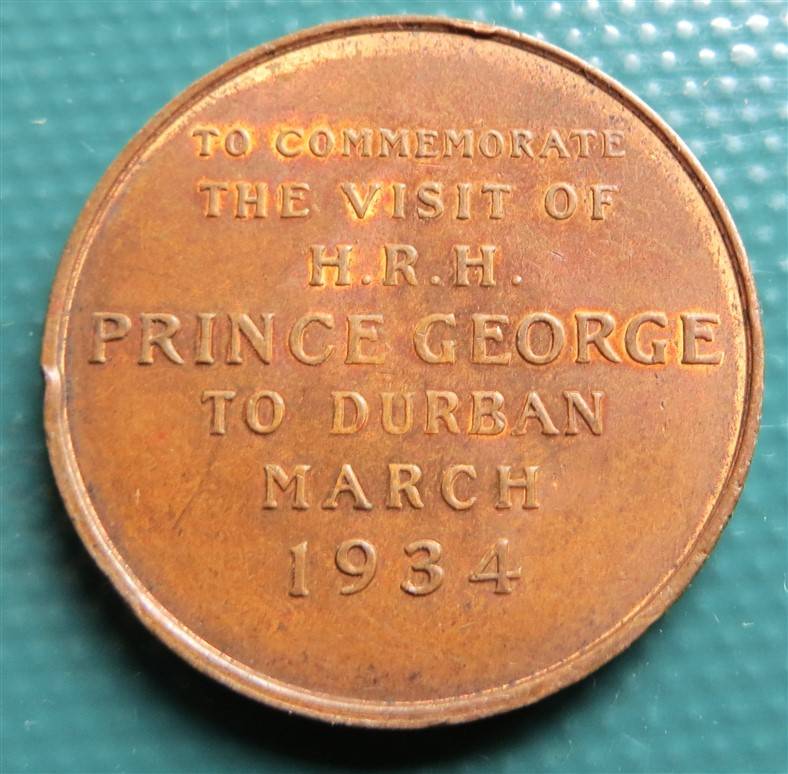 TO COMMEMORATE
THE VISIT OF
H.R.H.
PRINCE GEORGE
TO DURBAN
MARCH
1934